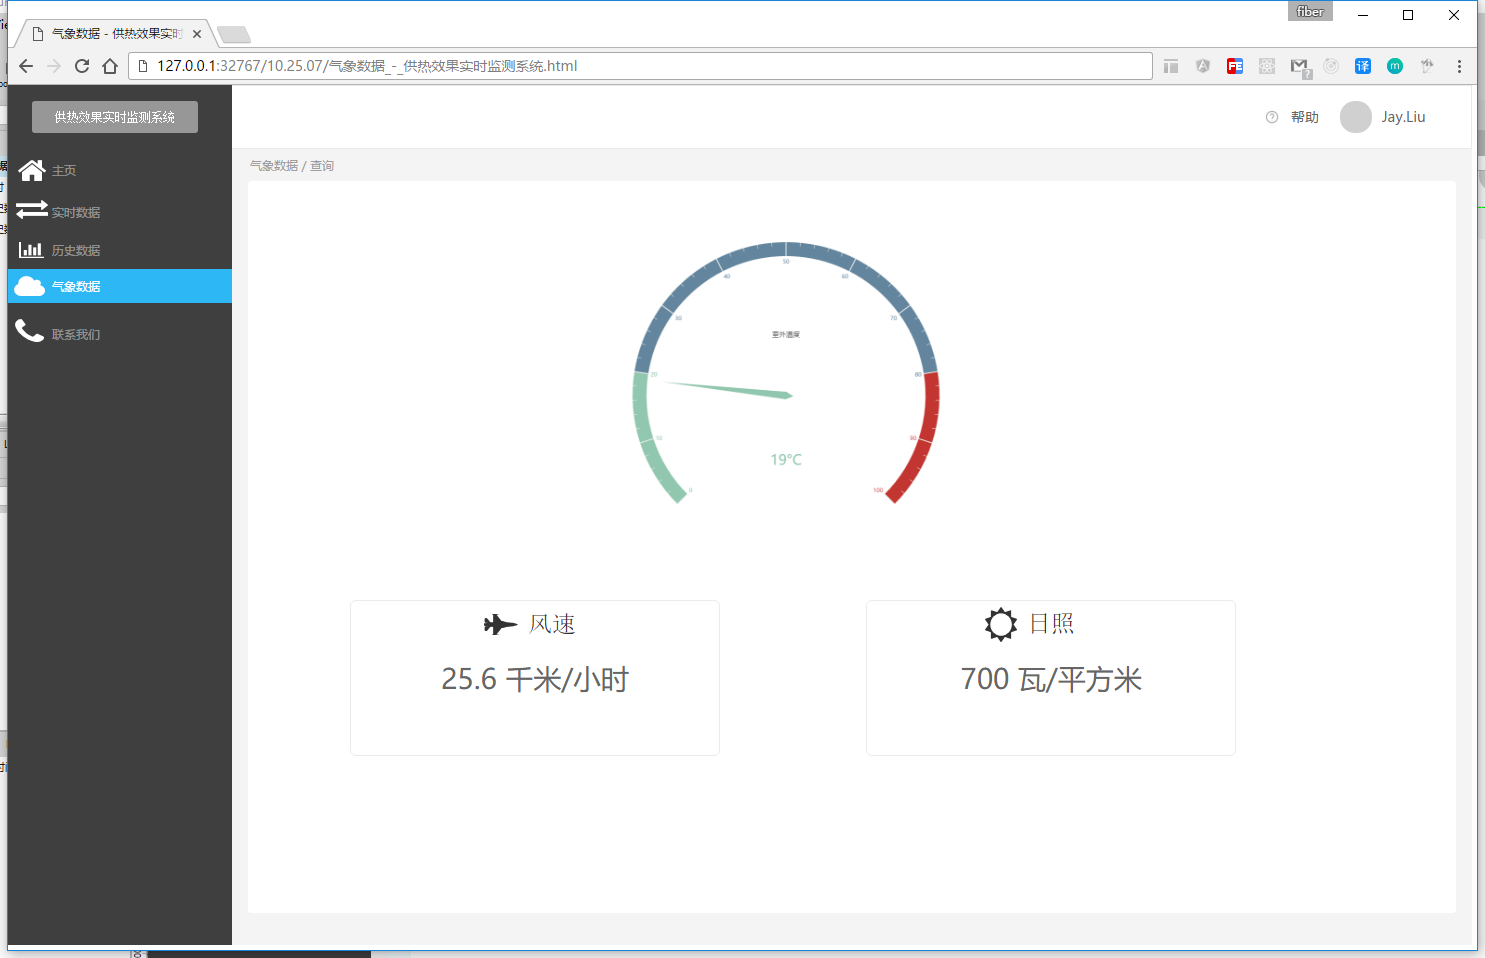 fiber
气象数据 - 供热效果实时
127.0.0.1:32767/10.25.07/气象数据_-_供热效果实时监测系统.html
供热效果实时监测系统
帮助
Jay.Liu
气象数据 / 查询
主页
实时数据
历史数据
气象数据
联系我们
50
40
60
30
70
室外温度
20
80
10
90
19℃
0
100
风速
25.6 千米/小时
日照
700 瓦/平方米